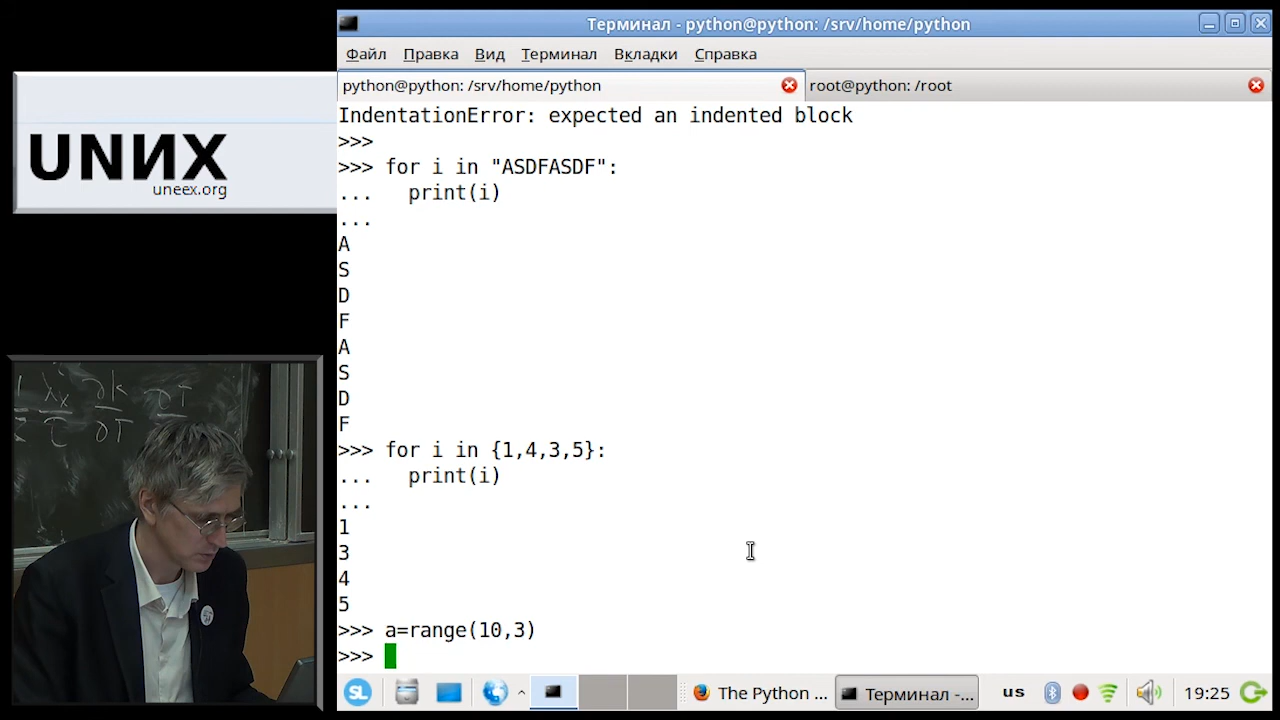 Терминал - python@python: /srv/home/python
Файл Правка Вид Терминал Вкладки Справка
python@python: /srv/home/python
root@python: /root
UNИX
uneex.org
IndentationError: expected an indented block
>>>
>>> for i in "ASDFASDF":
...   print(i)
...
A
S
D
F
A
S
D
F
>>> for i in {1,4,3,5}:
...   print(i)
...
1
3
4
5
>>> a=range(10,3)
>>>
The Python ...
Терминал -...
us
19:25